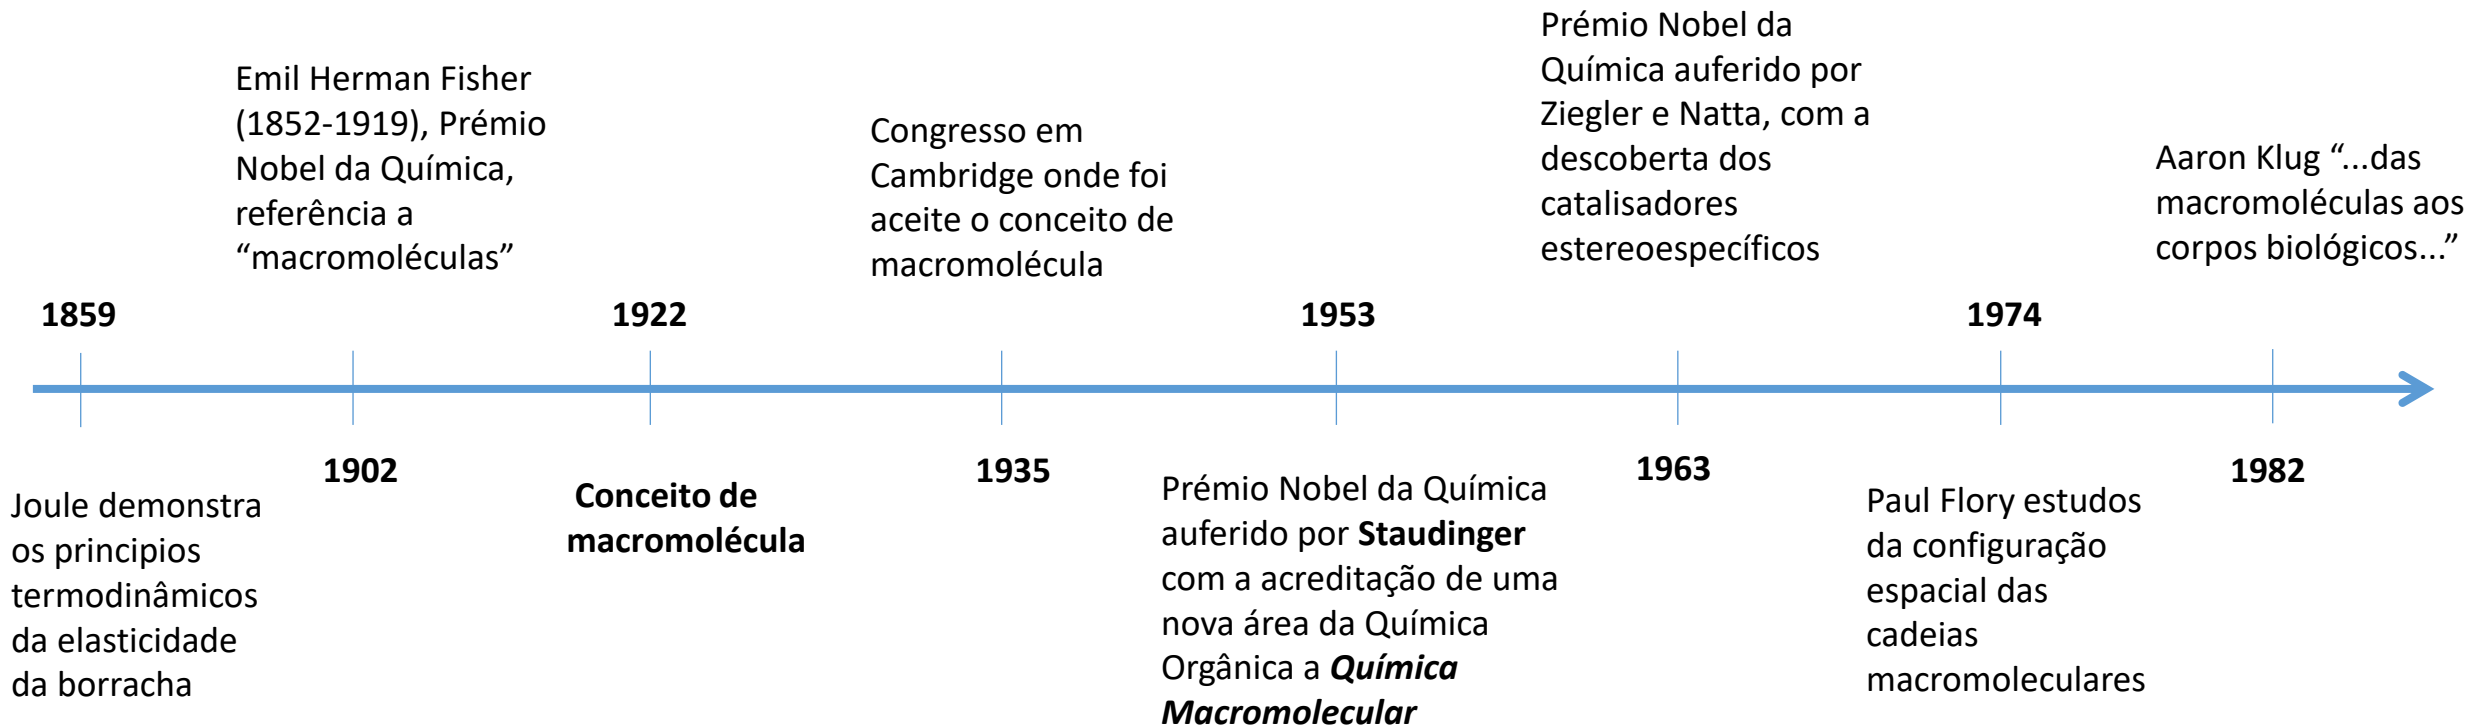 1859
Joule demonstra
os principios
termodinâmicos
da elasticidade
da borracha
Emil Herman Fisher
(1852-1919), Prémio
Nobel da Química,
referência a
“macromoléculas”
1902
1922
Conceito de
macromolécula
Congresso em
Cambridge onde foi
aceite o conceito de
macromolécula
1935
1953
Prémio Nobel da Química
auferido por Staudinger
com a acreditação de uma
nova área da Química
Orgânica a Química
Macromolecular
Prémio Nobel da
Química auferido por
Ziegler e Natta, com a
descoberta dos
catalisadores
estereoespecíficos
1963
1974
Paul Flory estudos
da configuração
espacial das
cadeias
macromoleculares
Aaron Klug “...das
macromoléculas aos
corpos biológicos...”
1982